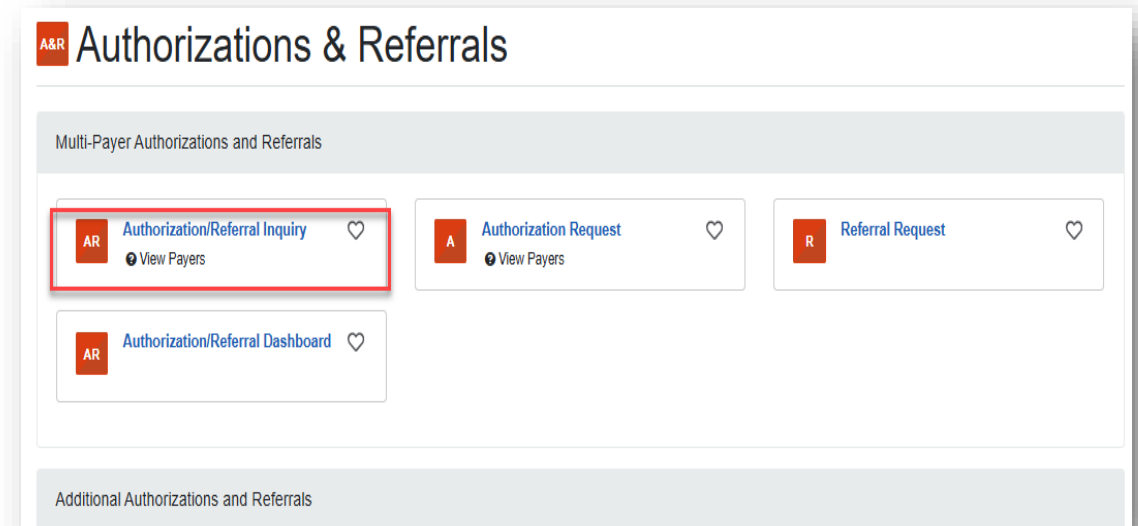 A&R Authorizations & Referrals
Multi-Payer Authorizations and Referrals
AR Authorization/Referral Inquiry
View Payers
A Authorization Request
View Payers
R Referral Request
AR Authorization/Referral Dashboard
Additional Authorizations and Referrals